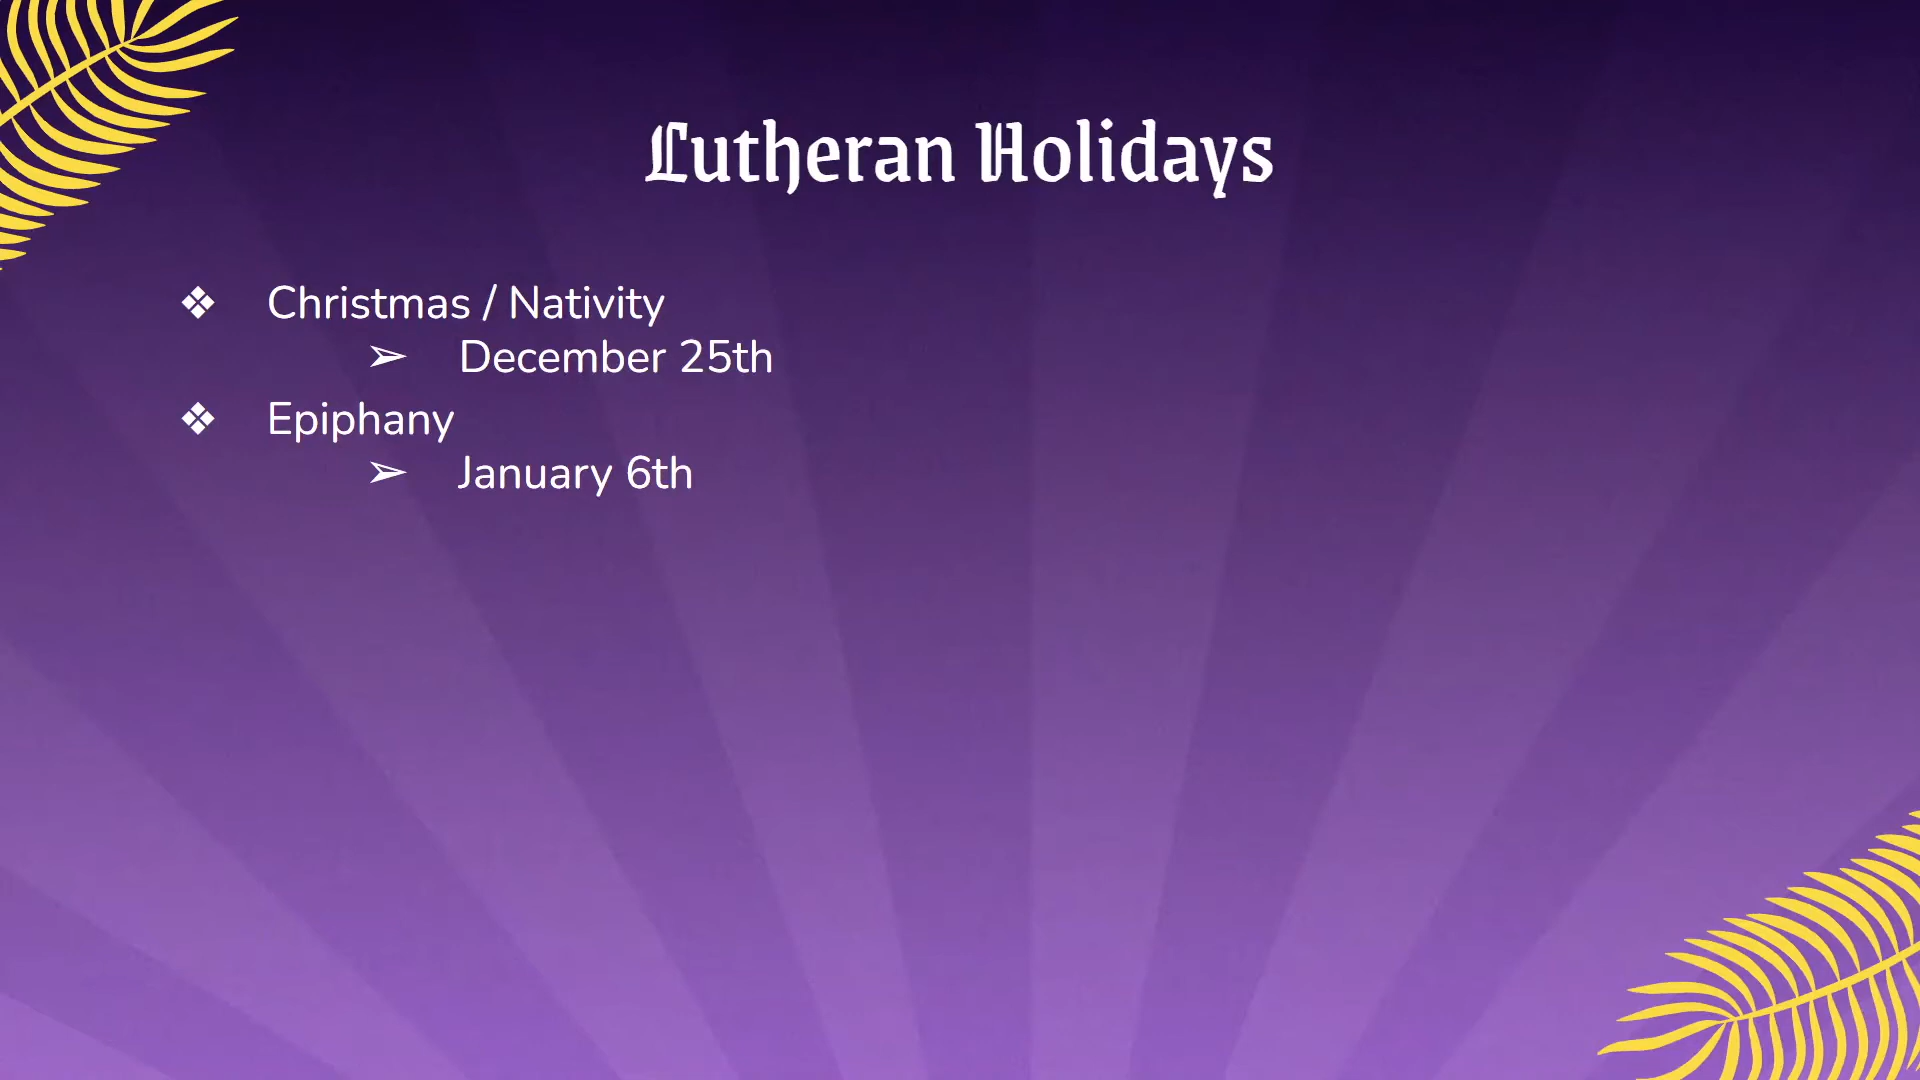 Lutheran Holidays
❖ Christmas / Nativity
➢ December 25th
❖ Epiphany
➢ January 6th